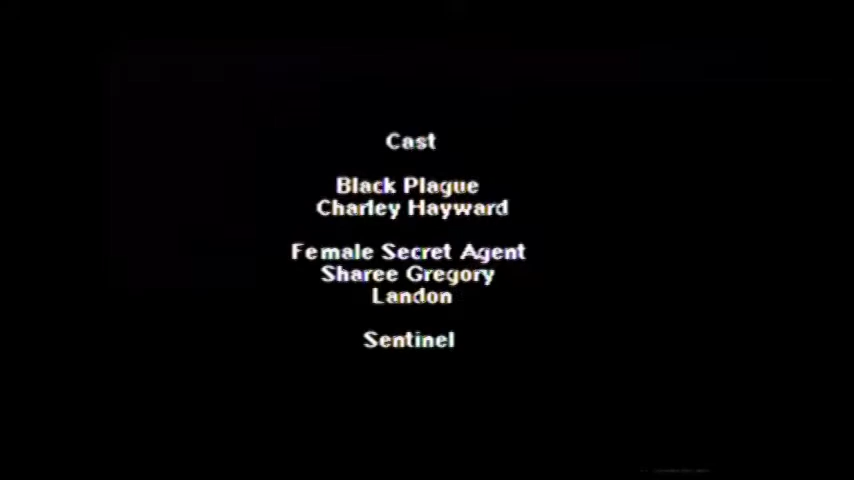 Cast
Black Plague
Charley Hayward
Female Secret Agent
Sharee Gregory
Landon
Sentinel